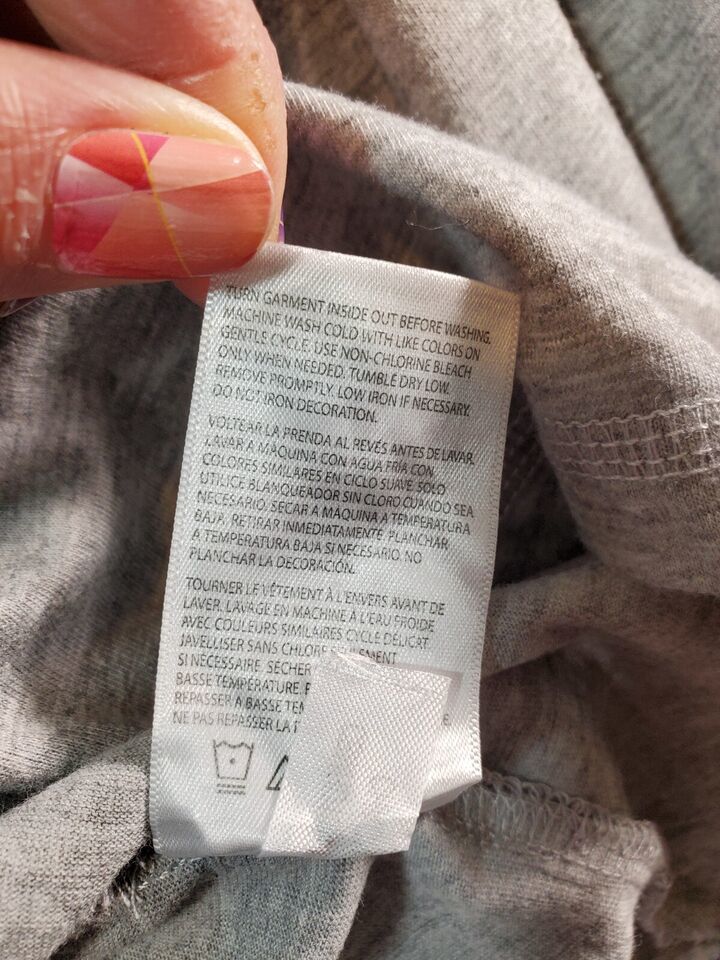 TURN GARMENT INSIDE OUT BEFORE WASHING.
MACHINE WASH COLD WITH LIKE COLORS ON
GENTLE CYCLE. USE NON-CHLORINE BLEACH
ONLY WHEN NEEDED. TUMBLE DRY LOW.
REMOVE PROMPTLY. LOW IRON IF NECESSARY.
DO NOT IRON DECORATION.
VOLTEAR LA PRENDA AL REVÉS ANTES DE LAVAR.
LAVAR A MÁQUINA CON AGUA FRÍA CON
COLORES SIMILARES EN CICLO SUAVE. SOLO
UTILICE BLANQUEADOR SIN CLORO CUANDO SEA
NECESARIO. SECAR A MÁQUINA A TEMPERATURA
BAJA. RETIRAR INMEDIATAMENTE. PLANCHAR
A TEMPERATURA BAJA SI NECESARIO. NO
PLANCHAR LA DECORACIÓN.
TOURNER LE VÊTEMENT À L'ENVERS AVANT DE
LAVER. LAVAGE EN MACHINE À L'EAU FROIDE
AVEC COULEURS SIMILAIRES CYCLE DÉLICAT
JAVELLISER SANS CHLORE SEULEMENT
SI NÉCESSAIRE. SÉCHER
BASSE TEMPÉRATURE.
REPASSER À BASSE
NE PAS REPASSER LA